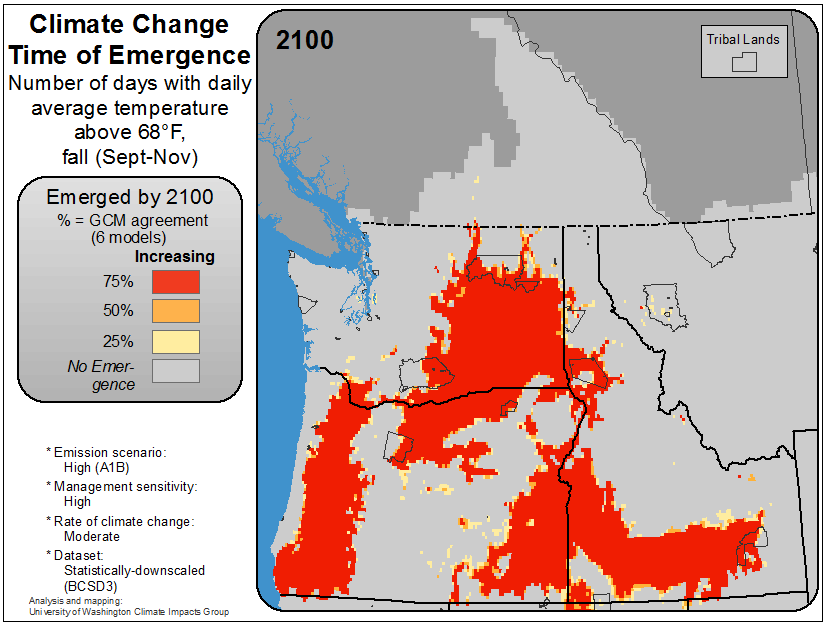 Climate Change
Time of Emergence
Number of days with daily
average temperature
above 68°F,
fall (Sept-Nov)
Emerged by 2100
% = GCM agreement
(6 models)
Increasing
75%
50%
25%
No Emer-
gence
* Emission scenario:
High (A1B)
* Management sensitivity:
High
* Rate of climate change:
Moderate
* Dataset:
Statistically-downscaled
(BCSD3)
Analysis and mapping:
University of Washington Climate Impacts Group
2100
Tribal Lands